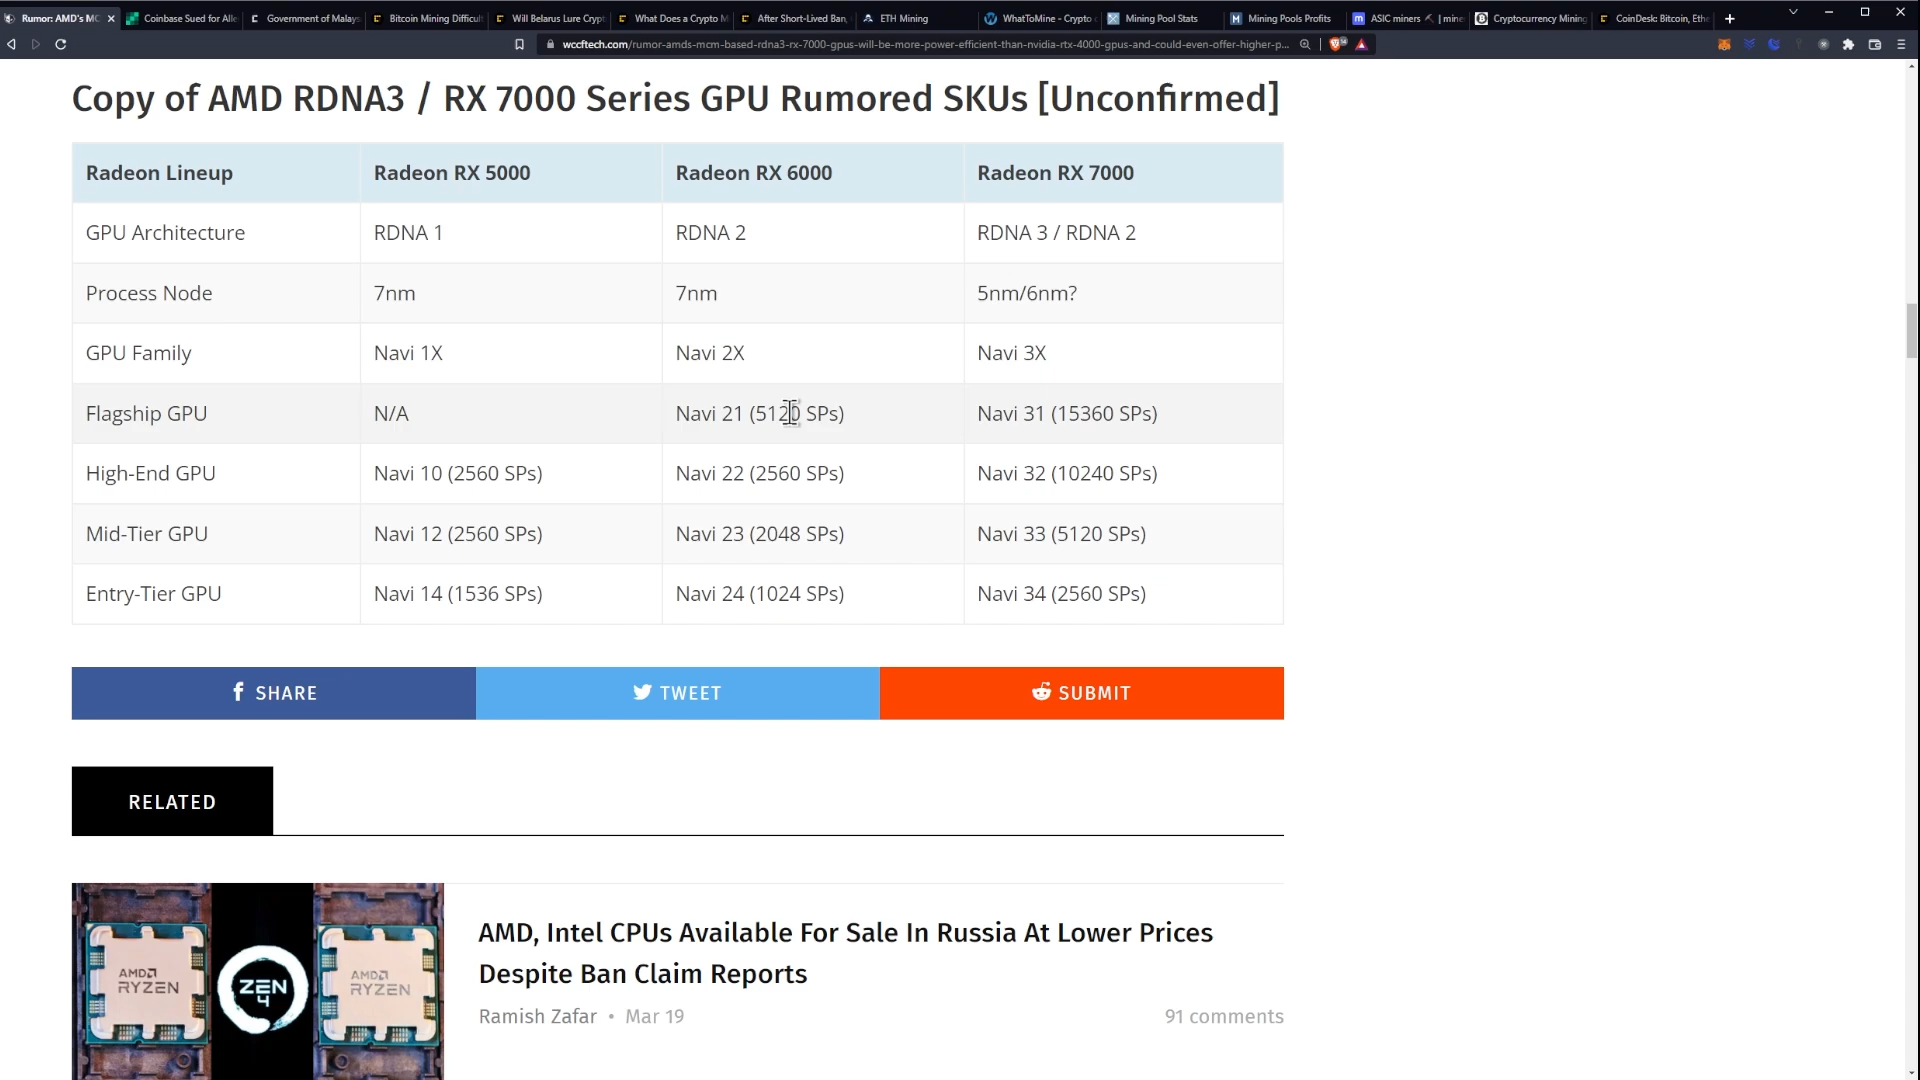 Rumor: AMD's MC
Coinbase Sued for Alle
Government of Malays
Bitcoin Mining Difficul
Will Belarus Lure Crypt
What Does a Crypto M
After Short-Lived Ban,
ETH Mining
WhatToMine - Crypto c
Mining Pool Stats
Mining Pools Profits
ASIC miners ⛏ | mine
Cryptocurrency Mining
CoinDesk: Bitcoin, Ethe
wccftech.com/rumor-amds-mcm-based-rdna3-rx-7000-gpus-will-be-more-power-efficient-than-nvidia-rtx-4000-gpus-and-could-even-offer-higher-p...
Copy of AMD RDNA3 / RX 7000 Series GPU Rumored SKUs [Unconfirmed]
Radeon Lineup Radeon RX 5000 Radeon RX 6000 Radeon RX 7000
GPU Architecture RDNA 1 RDNA 2 RDNA 3 / RDNA 2
Process Node 7nm 7nm 5nm/6nm?
GPU Family Navi 1X Navi 2X Navi 3X
Flagship GPU N/A Navi 21 (5120 SPs) Navi 31 (15360 SPs)
High-End GPU Navi 10 (2560 SPs) Navi 22 (2560 SPs) Navi 32 (10240 SPs)
Mid-Tier GPU Navi 12 (2560 SPs) Navi 23 (2048 SPs) Navi 33 (5120 SPs)
Entry-Tier GPU Navi 14 (1536 SPs) Navi 24 (1024 SPs) Navi 34 (2560 SPs)
SHARE
TWEET
SUBMIT
RELATED
AMD
RYZEN
ZEN
4
AMD
RYZEN
AMD, Intel CPUs Available For Sale In Russia At Lower Prices
Despite Ban Claim Reports
Ramish Zafar • Mar 19
91 comments